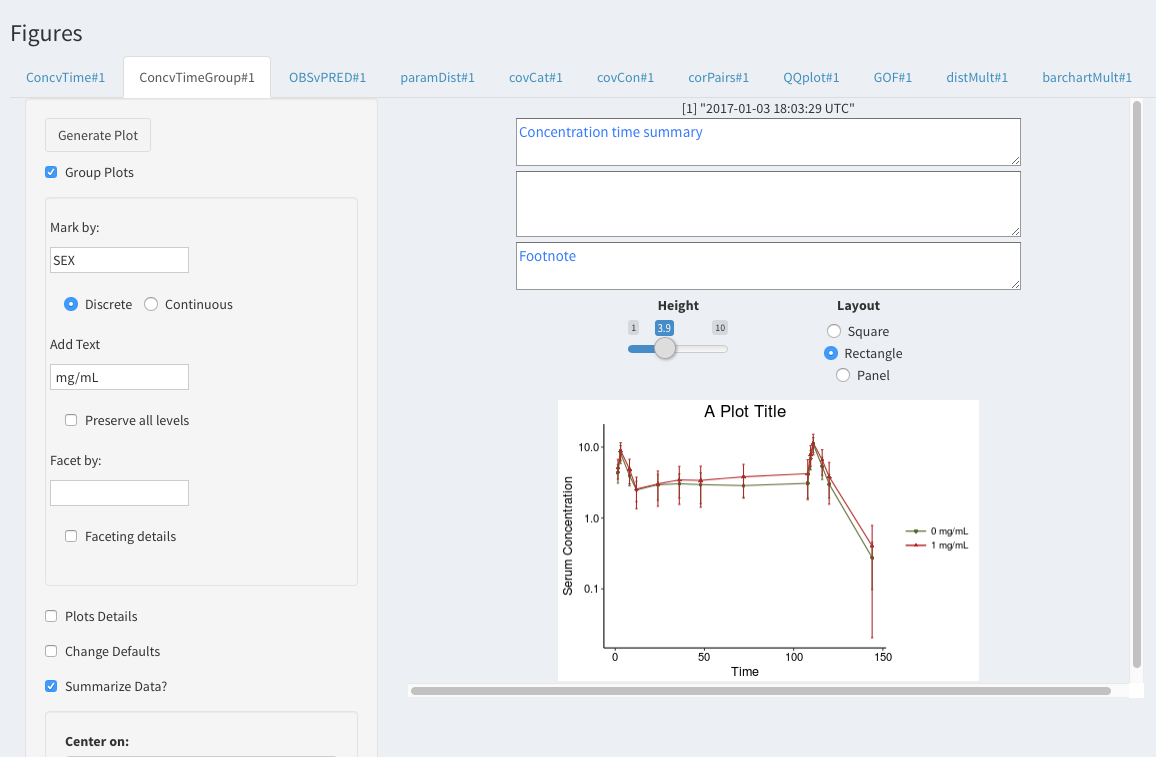 Figures
ConcvTime#1 ConcvTimeGroup#1 OBSvPRED#1 paramDist#1 covCat#1 covCon#1 corPairs#1 QQplot#1 GOF#1 distMult#1 barchartMult#1
Generate Plot
Group Plots
Mark by:
SEX
Discrete Continuous
Add Text
mg/mL
Preserve all levels
Facet by:
Faceting details
Plots Details
Change Defaults
Summarize Data?
Center on:
[1] "2017-01-03 18:03:29 UTC"
Concentration time summary
Footnote
Height Layout
1 3.9 10
Square
Rectangle
Panel
A Plot Title
Serum Concentration
10.0
1.0
0.1
0 mg/mL
1 mg/mL
0 50 100 150
Time